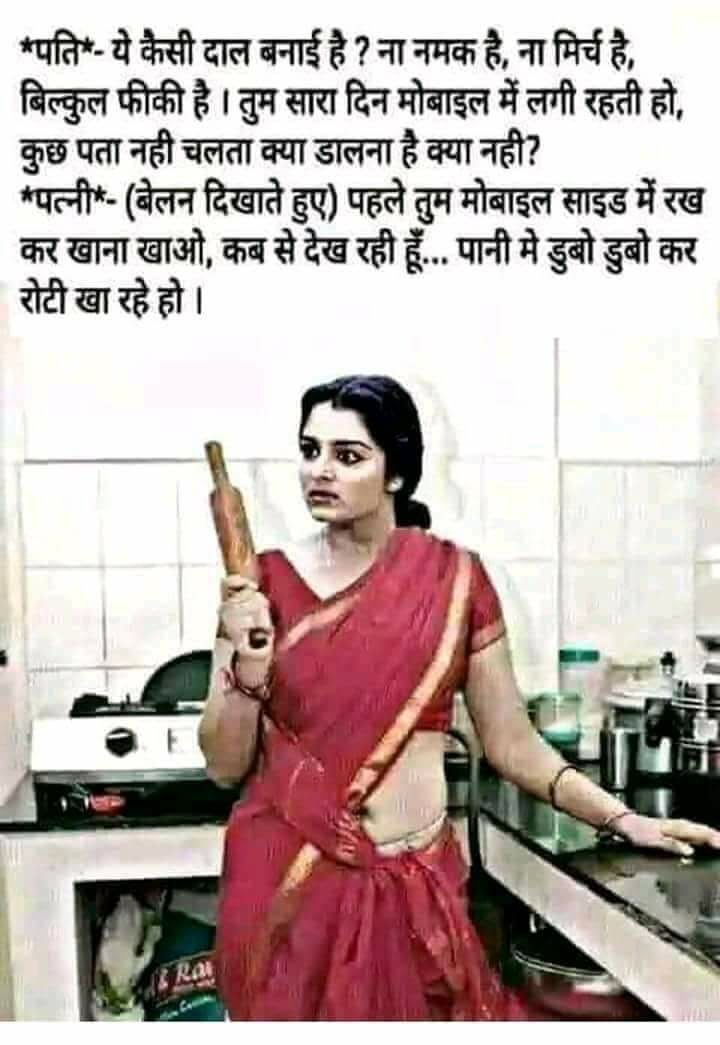 *पति*- ये कैसी दाल बनाई है ? ना नमक है, ना मिर्च है,
बिल्कुल फीकी है । तुम सारा दिन मोबाइल में लगी रहती हो,
कुछ पता नही चलता क्या डालना है क्या नही?
*पत्नी*- (बेलन दिखाते हुए) पहले तुम मोबाइल साइड में रख
कर खाना खाओ, कब से देख रही हूँ... पानी मे डुबो डुबो कर
रोटी खा रहे हो ।